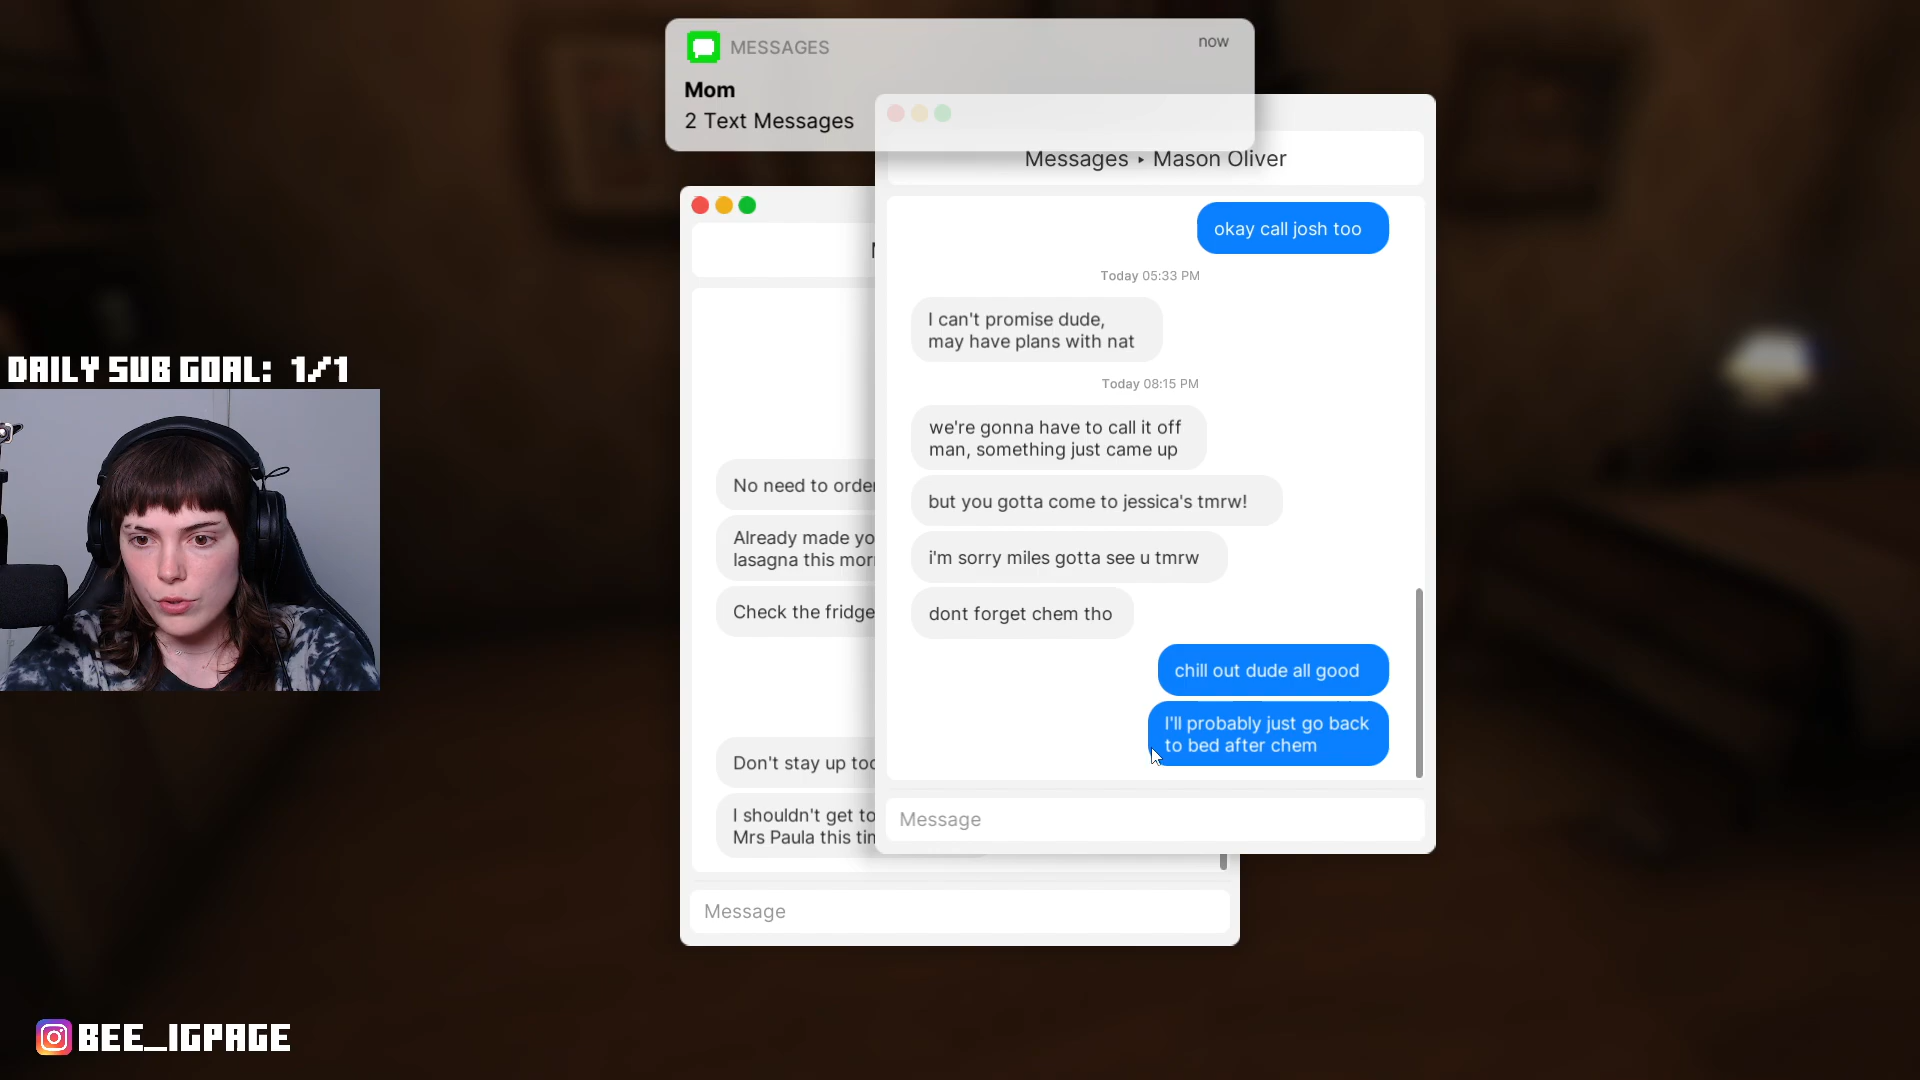 MESSAGES
now
Mom
2 Text Messages
Messages ‣ Mason Oliver
okay call josh too
Today 05:33 PM
I can't promise dude,
may have plans with nat
Today 08:15 PM
we're gonna have to call it off
man, something just came up
but you gotta come to jessica's tmrw!
i'm sorry miles gotta see u tmrw
dont forget chem tho
chill out dude all good
I'll probably just go back
to bed after chem
Message
No need to order
Already made yo
lasagna this mor
Check the fridge
Don't stay up too
I shouldn't get to
Mrs Paula this tim
Message
DAILY SUB GOAL: 1/1
BEE_IGPAGE